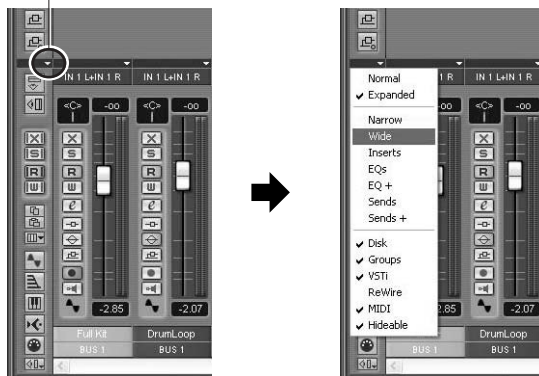 IN 1 L+IN 1 R IN 1 L+IN 1 R
<C> -oo <C> -oo
X X
S S
R R
W W
e e
-2.85 -2.07
Full Kit DrumLoop
BUS 1 BUS 1
X
S
R
W
1 R IN 1 L+IN 1 R
Normal
✓ Expanded
Narrow
Wide
Inserts
EQs
EQ +
Sends
Sends +
✓ Disk
✓ Groups
✓ VSTi
ReWire
✓ MIDI
✓ Hideable
-oo <C> -oo
X
S
R
W
e
2.85 -2.07
DrumLoop
BUS 1 BUS 1